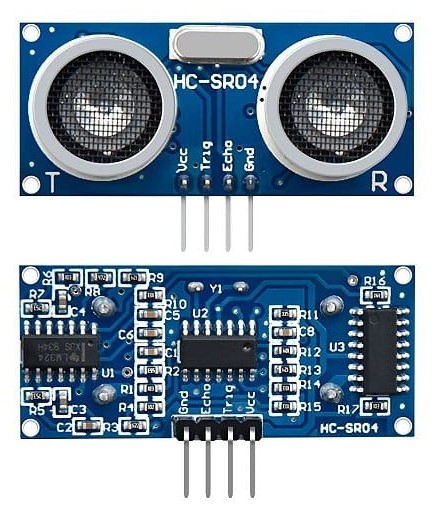 HC-SR04
Vcc
Trig
Echo
Gnd
T
R
R6
R8
R9
Y1
R16
R7
C4
R10
C5
U2
R11
C6
C8
LM324
U1
C1
R12
U3
R2
R13
R1
R14
R5
C3
R4
R15
R17
C2
R3
Gnd
Echo
Trig
Vcc
HC-SR04